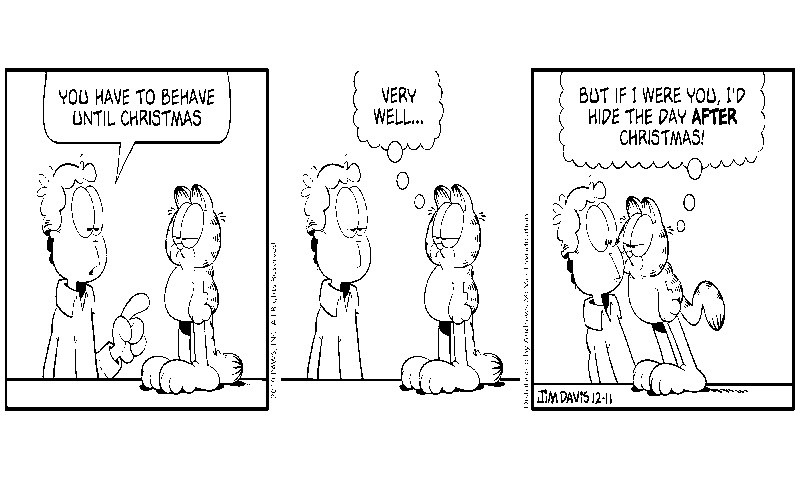 YOU HAVE TO BEHAVE
UNTIL CHRISTMAS
VERY
WELL...
BUT IF I WERE YOU, I'D
HIDE THE DAY AFTER
CHRISTMAS!
JIM DAVIS 12-11